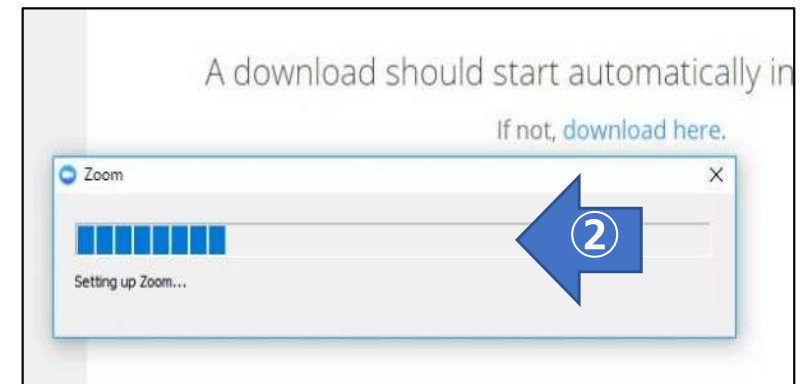 A download should start automatically in
If not, download here.
Zoom
②
Setting up Zoom...